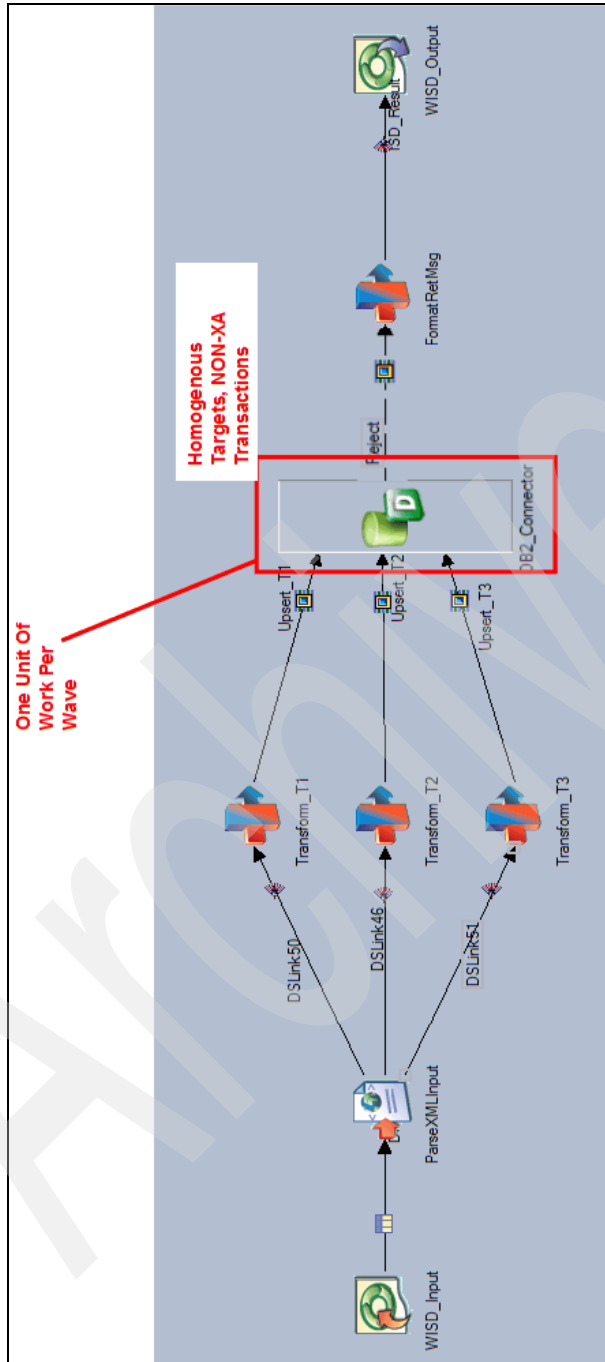 One Unit Of
Work Per
Wave
Homogenous
Targets, NON-XA
Transactions
WISD_Input
ParseXMLInput
DSLink50
DSLink46
DSLink51
Transform_T1
Transform_T2
Transform_T3
Upsert_T1
Upsert_T2
Upsert_T3
DB2_Connector
Reject
FormatRetMsg
ISD_Result
WISD_Output
Archive